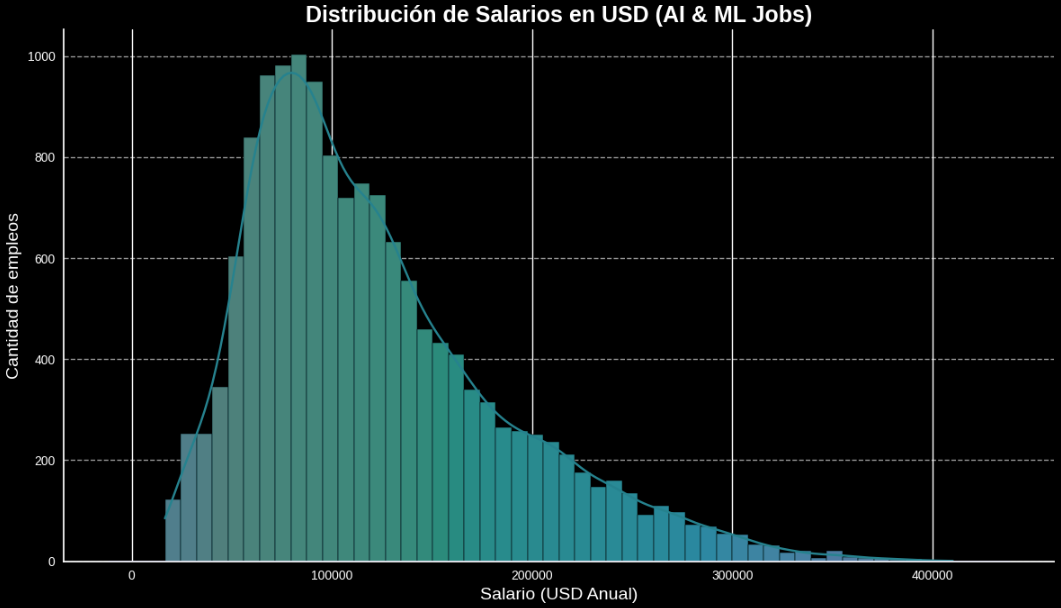 Distribución de Salarios en USD (AI & ML Jobs)
Cantidad de empleos
1000
800
600
400
200
0
0 100000 200000 300000 400000
Salario (USD Anual)